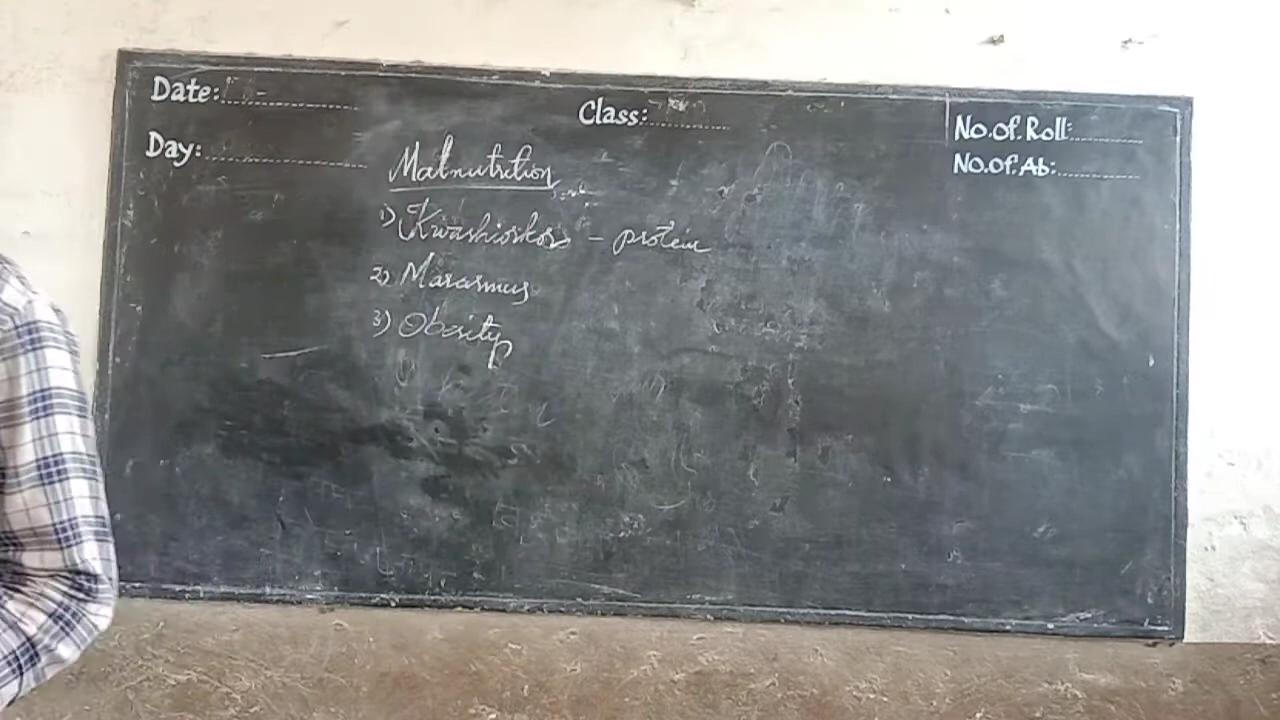 Date:
Class:
No.of.Roll:
Day:
No.of.Ab:
Malnutrition
1) Kwashiorkor - protein
2) Marasmus
3) Obesity